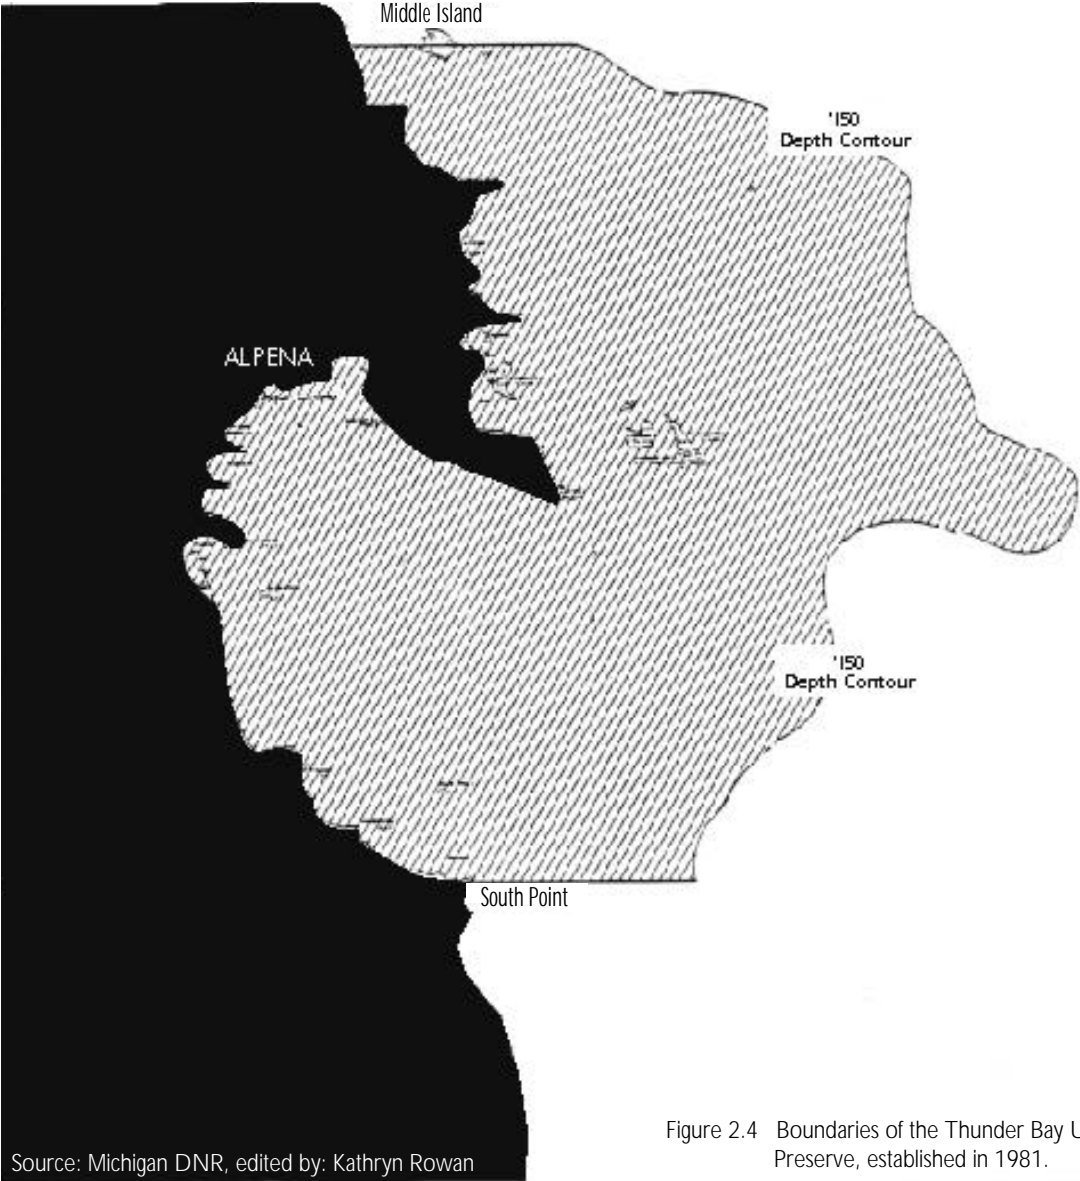 Middle Island
'150
Depth Contour
ALPENA
'150
Depth Contour
South Point
Figure 2.4 Boundaries of the Thunder Bay U
Preserve, established in 1981.
Source: Michigan DNR, edited by: Kathryn Rowan